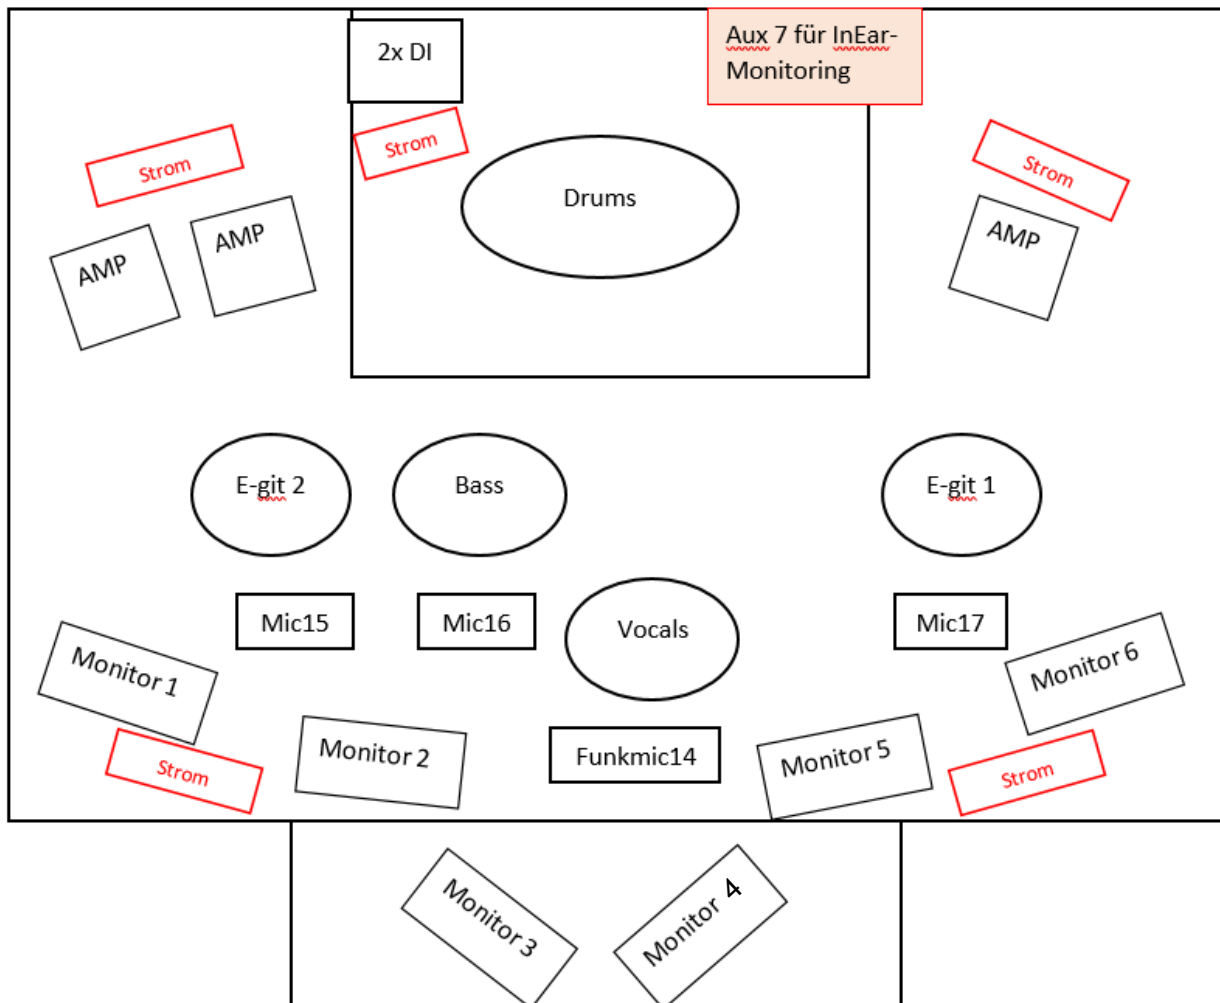 2x DI
Aux 7 für InEar-
Monitoring
Strom
Strom
Strom
Drums
AMP
AMP
AMP
E-git 2
Bass
E-git 1
Mic15
Mic16
Vocals
Mic17
Monitor 1
Monitor 6
Monitor 2
Funkmic14
Monitor 5
Strom
Strom
Monitor 3
Monitor 4